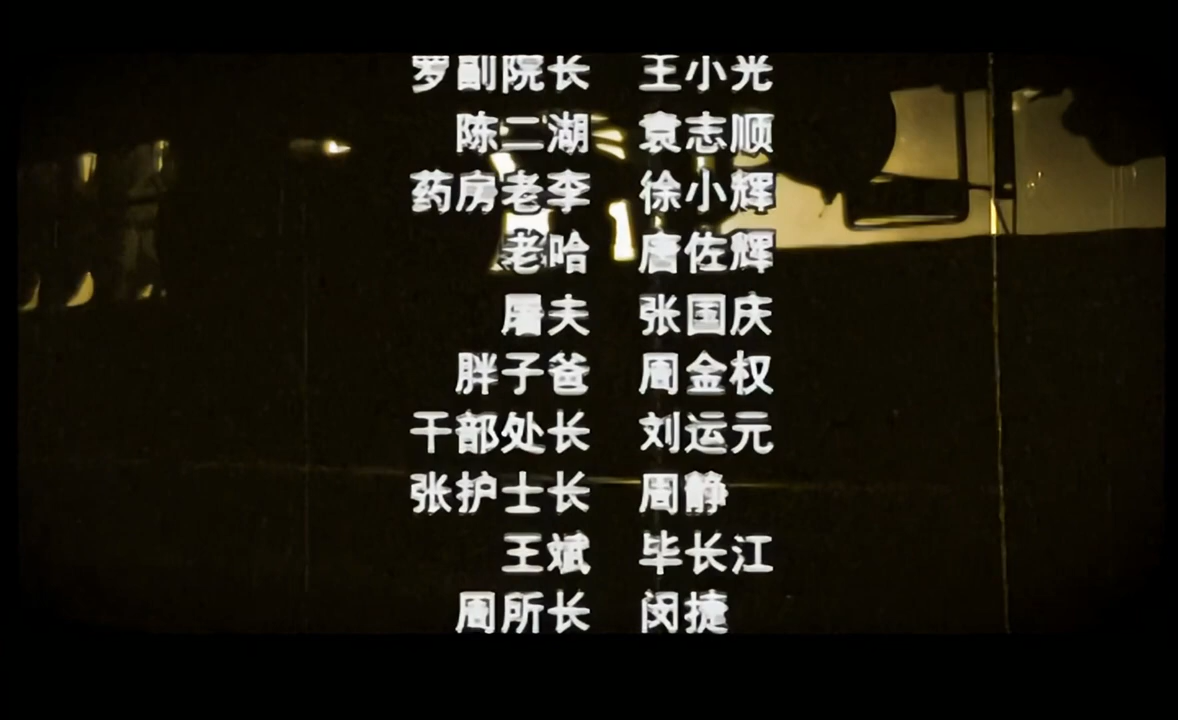 罗副院长 王小光
陈二湖 袁志顺
药房老李 徐小辉
老哈 唐佐辉
屠夫 张国庆
胖子爸 周金权
干部处长 刘运元
张护士长 周静
王斌 毕长江
周所长 闵捷